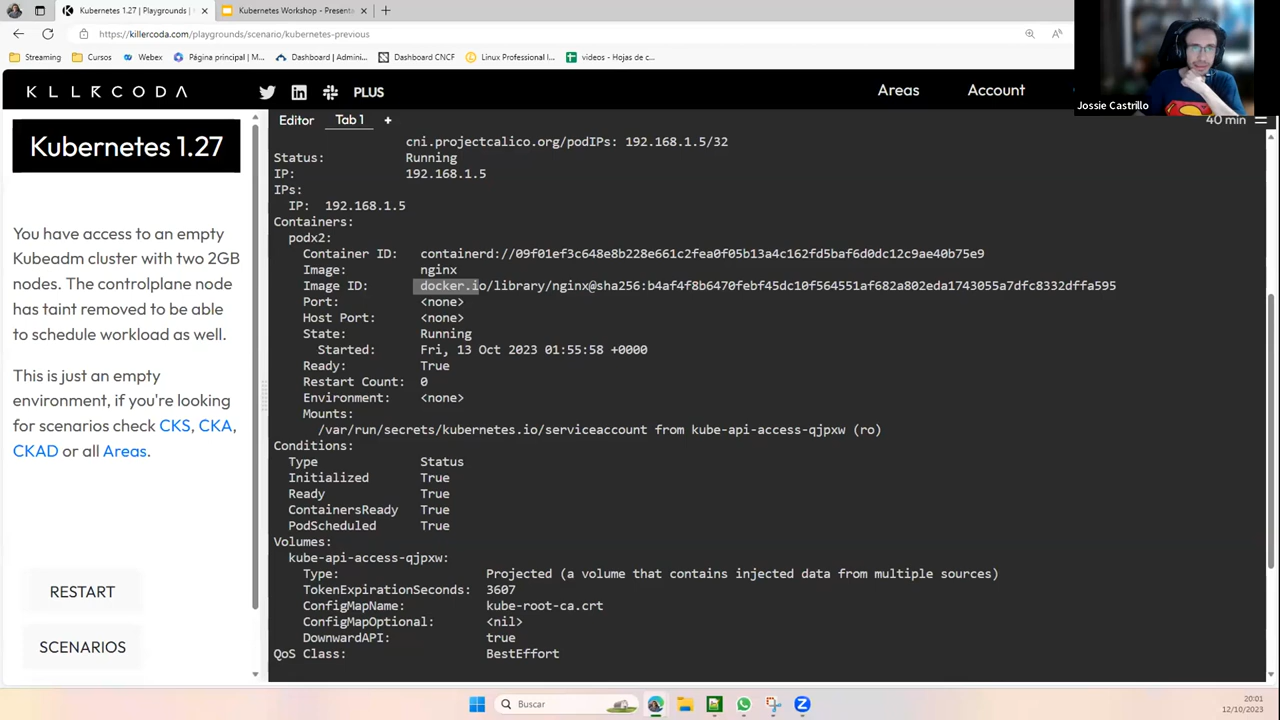 Kubernetes 1.27 | Playgrounds |
Kubernetes Workshop - Presenta
https://killercoda.com/playgrounds/scenario/kubernetes-previous
Streaming
Cursos
Webex
Página principal | M...
Dashboard | Admini...
Dashboard CNCF
Linux Professional I...
videos - Hojas de c...
KLLRCODA
PLUS
Areas
Account
Jossie Castrillo
Kubernetes 1.27
You have access to an empty
Kubeadm cluster with two 2GB
nodes. The controlplane node
has taint removed to be able
to schedule workload as well.
This is just an empty
environment, if you're looking
for scenarios check CKS, CKA,
CKAD or all Areas.
RESTART
SCENARIOS
Editor Tab 1 +
40 min
cni.projectcalico.org/podIPs: 192.168.1.5/32
Status: Running
IP: 192.168.1.5
IPs:
IP: 192.168.1.5
Containers:
podx2:
Container ID: containerd://09f01ef3c648e8b228e661c2fea0f05b13a4c162fd5baf6d0dc12c9ae40b75e9
Image: nginx
Image ID: docker.io/library/nginx@sha256:b4af4f8b6470febf45dc10f564551af682a802eda1743055a7dfc8332dffa595
Port: <none>
Host Port: <none>
State: Running
Started: Fri, 13 Oct 2023 01:55:58 +0000
Ready: True
Restart Count: 0
Environment: <none>
Mounts:
/var/run/secrets/kubernetes.io/serviceaccount from kube-api-access-qjpxw (ro)
Conditions:
Type Status
Initialized True
Ready True
ContainersReady True
PodScheduled True
Volumes:
kube-api-access-qjpxw:
Type: Projected (a volume that contains injected data from multiple sources)
TokenExpirationSeconds: 3607
ConfigMapName: kube-root-ca.crt
ConfigMapOptional: <nil>
DownwardAPI: true
QoS Class: BestEffort
Buscar
20:01
12/10/2023